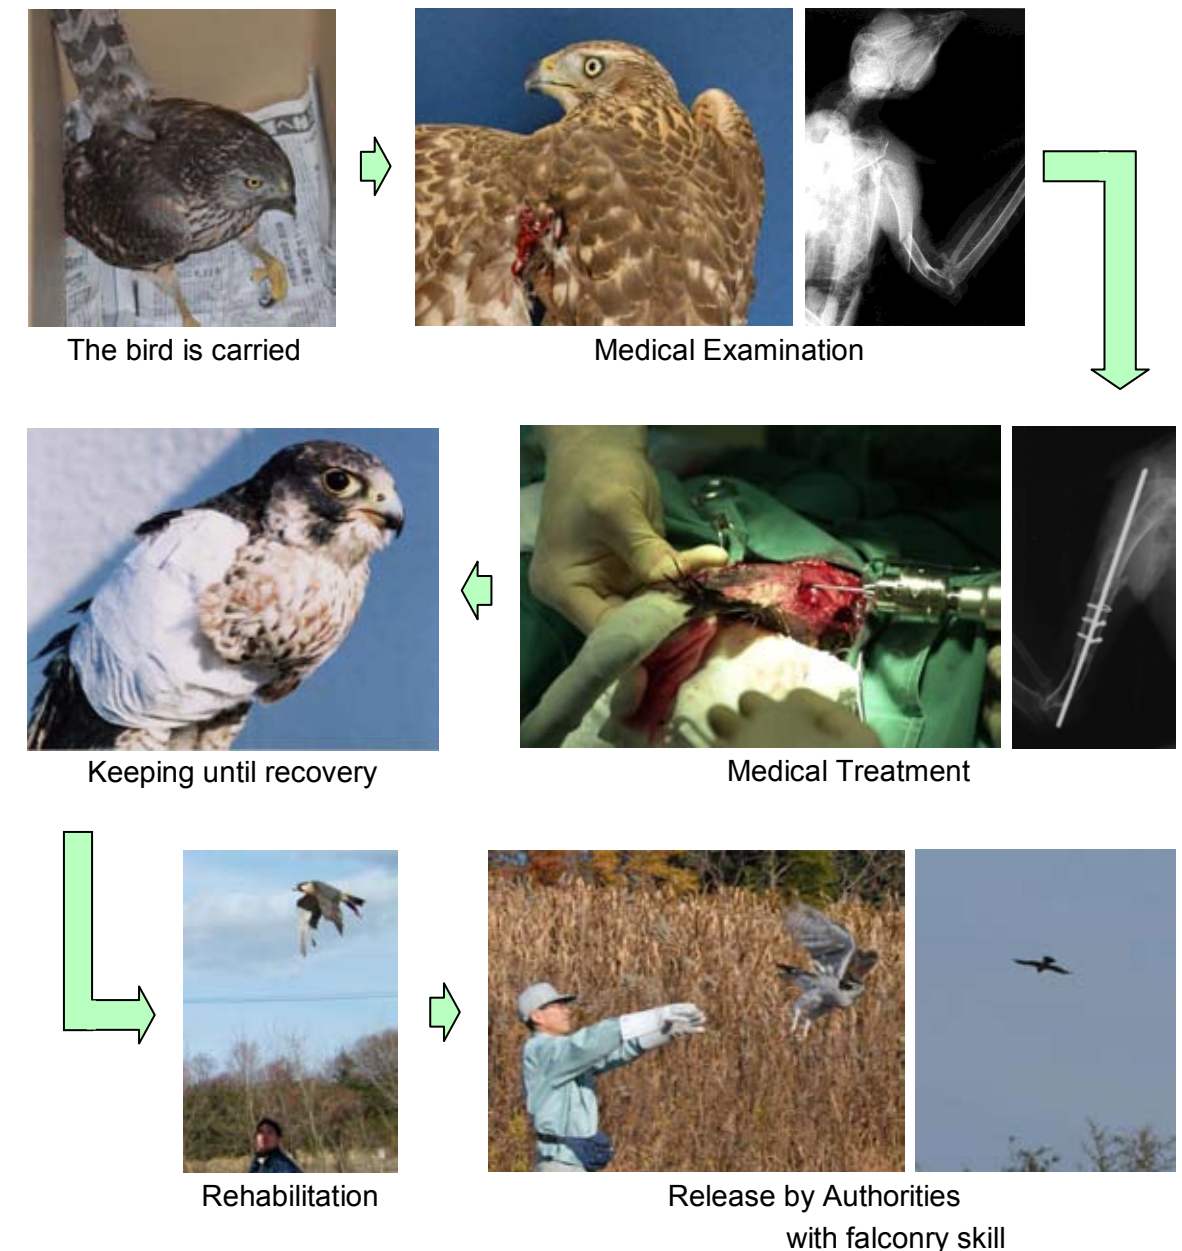 The bird is carried
Medical Examination
Keeping until recovery
Medical Treatment
Rehabilitation
Release by Authorities
with falconry skill